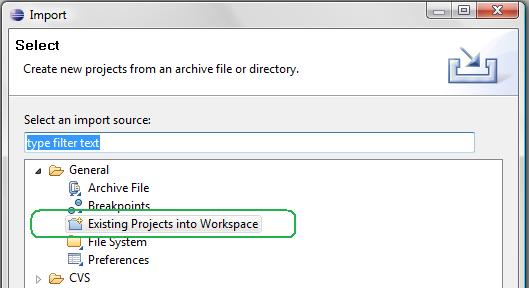 Import
Select
Create new projects from an archive file or directory.
Select an import source:
type filter text
General
Archive File
Breakpoints
Existing Projects into Workspace
File System
Preferences
CVS